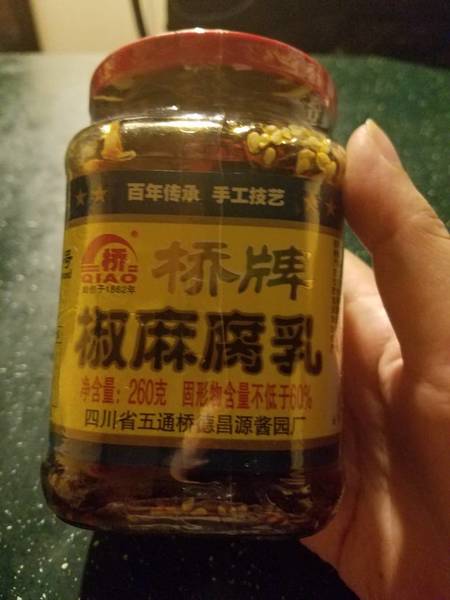 百年传承 手工技艺
桥
®
QIAO
始创于1862年
桥牌
号
椒麻腐乳
净含量：260克 固形物含量不低于60%
四川省五通桥德昌源酱园厂